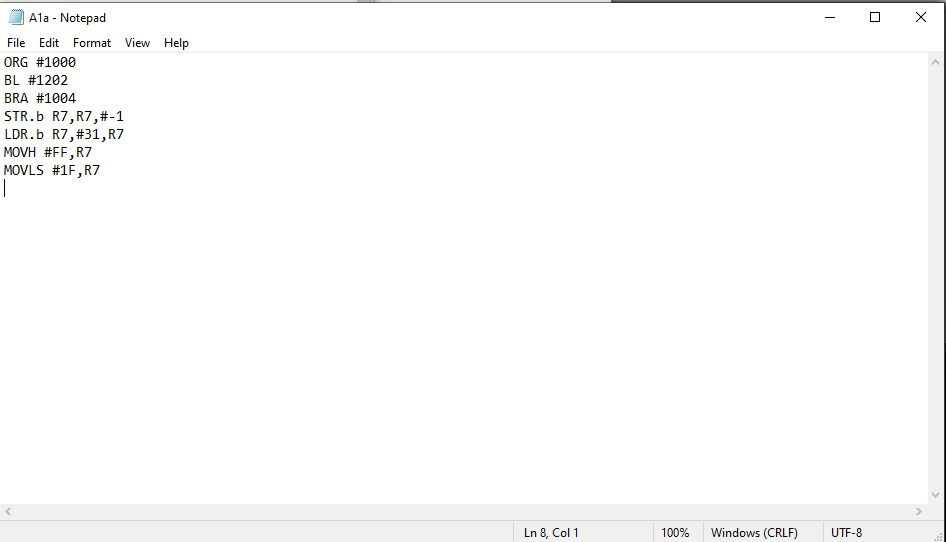 A1a - Notepad
File Edit Format View Help
ORG #1000
BL #1202
BRA #1004
STR.b R7,R7,#-1
LDR.b R7,#31,R7
MOVH #FF,R7
MOVLS #1F,R7
Ln 8, Col 1 100% Windows (CRLF) UTF-8